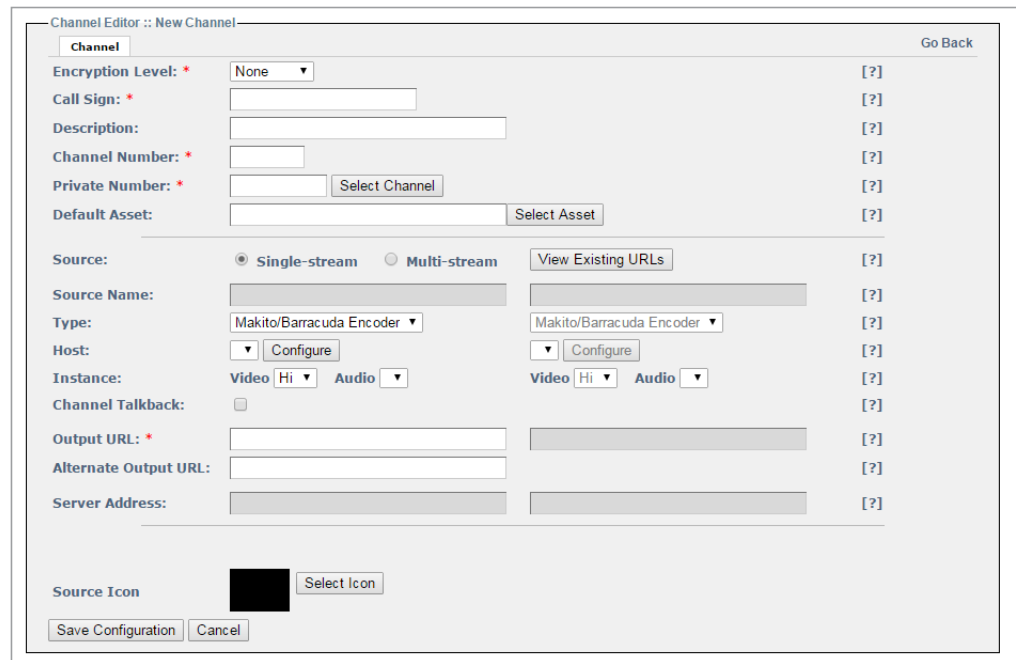 Channel Editor :: New Channel
Channel Go Back
Encryption Level: * None [?]
Call Sign: * [?]
Description: [?]
Channel Number: * [?]
Private Number: * Select Channel [?]
Default Asset: Select Asset [?]
Source: Single-stream Multi-stream View Existing URLs [?]
Source Name: [?]
Type: Makito/Barracuda Encoder Makito/Barracuda Encoder [?]
Host: Configure Configure [?]
Instance: Video Hi Audio Video Hi Audio [?]
Channel Talkback: [?]
Output URL: * [?]
Alternate Output URL: [?]
Server Address: [?]
Source Icon Select Icon
Save Configuration Cancel